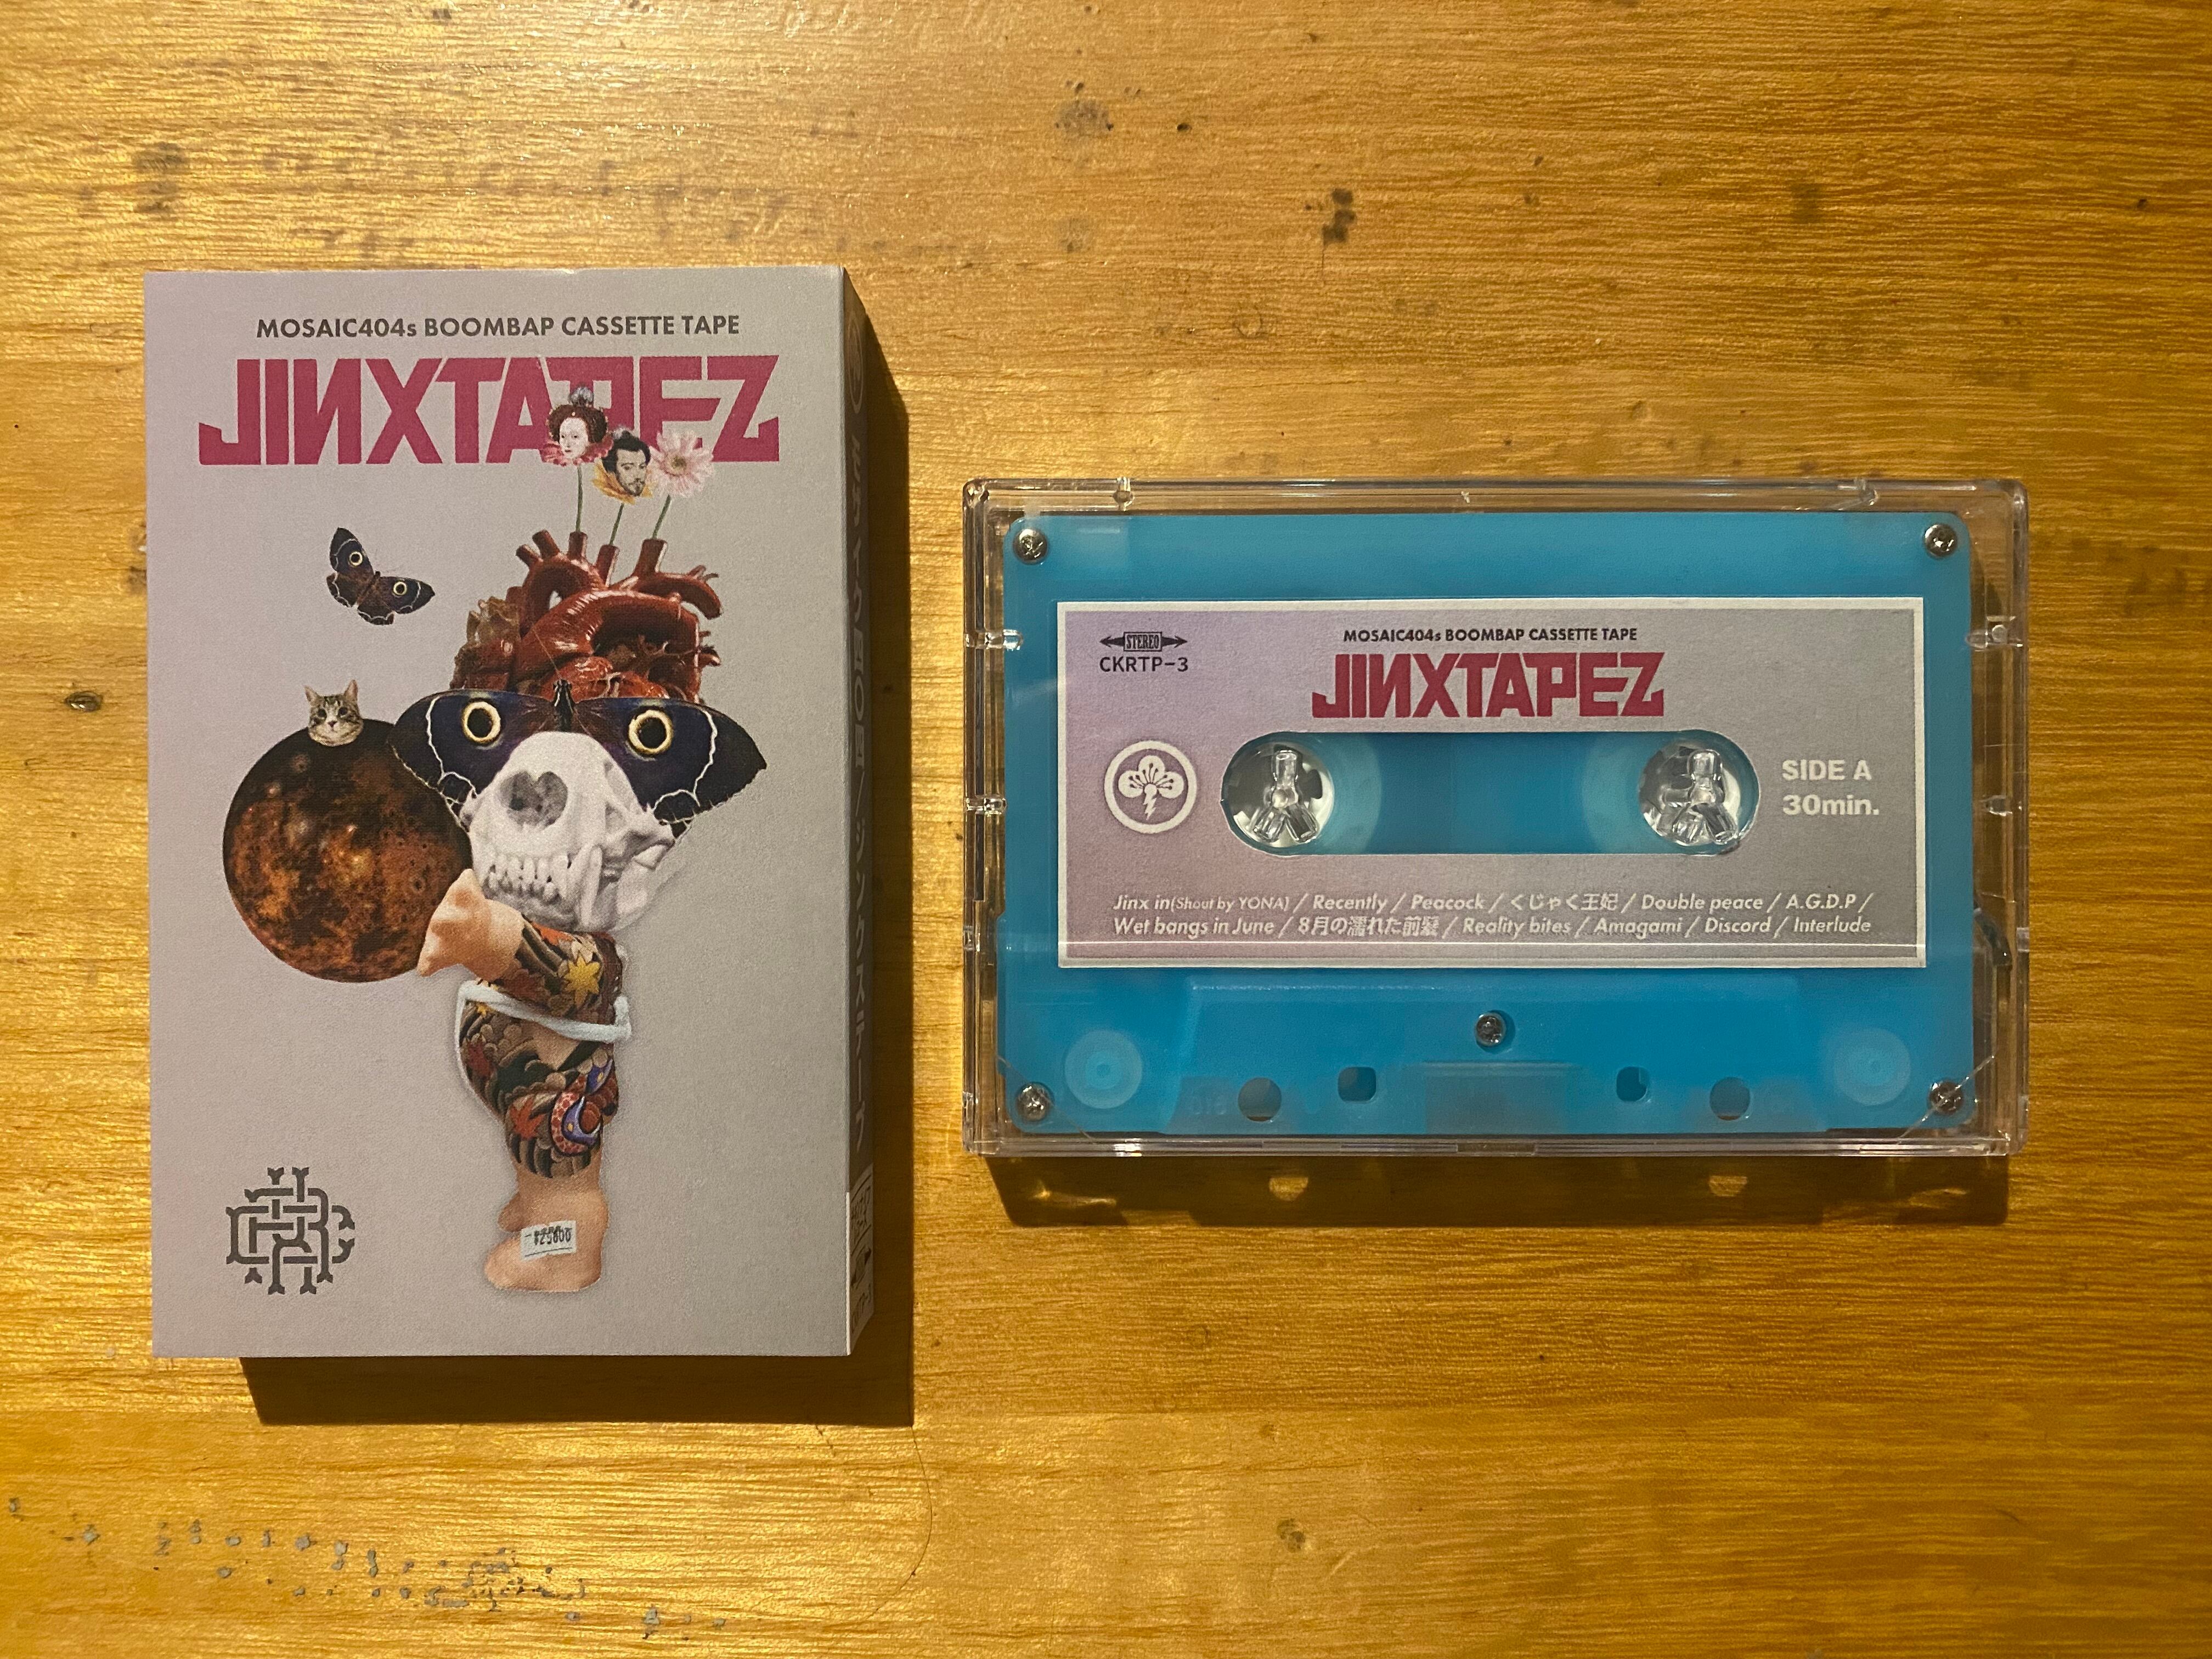 MOSAIC404s BOOMBAP CASSETTE TAPE
JINXTAPEZ
¥25800
STEREO
CKRTP-3
MOSAIC404s BOOMBAP CASSETTE TAPE
JINXTAPEZ
SIDE A
30min.
Jinx in(Shout by YONA) / Recently / Peacock / くじゃく王妃 / Double peace / A.G.D.P /
Wet bangs in June / 8月の濡れた前髪 / Reality bites / Amagami / Discord / Interlude